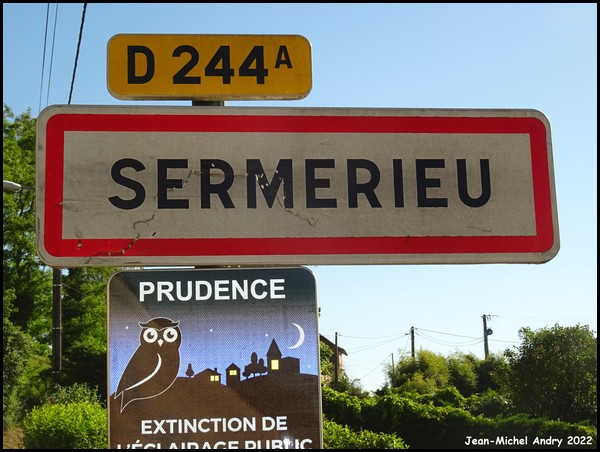 D 244A
SERMERIEU
PRUDENCE
EXTINCTION DE
L'ÉCLAIRAGE PUBLIC
Jean-Michel Andry 2022